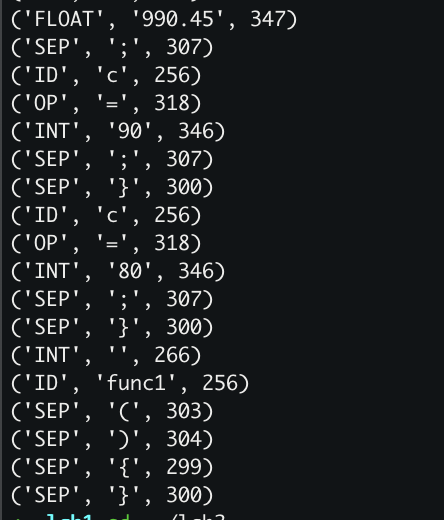 ('FLOAT', '990.45', 347)
('SEP', ';', 307)
('ID', 'c', 256)
('OP', '=', 318)
('INT', '90', 346)
('SEP', ';', 307)
('SEP', '}', 300)
('ID', 'c', 256)
('OP', '=', 318)
('INT', '80', 346)
('SEP', ';', 307)
('SEP', '}', 300)
('INT', '', 266)
('ID', 'func1', 256)
('SEP', '(', 303)
('SEP', ')', 304)
('SEP', '{', 299)
('SEP', '}', 300)